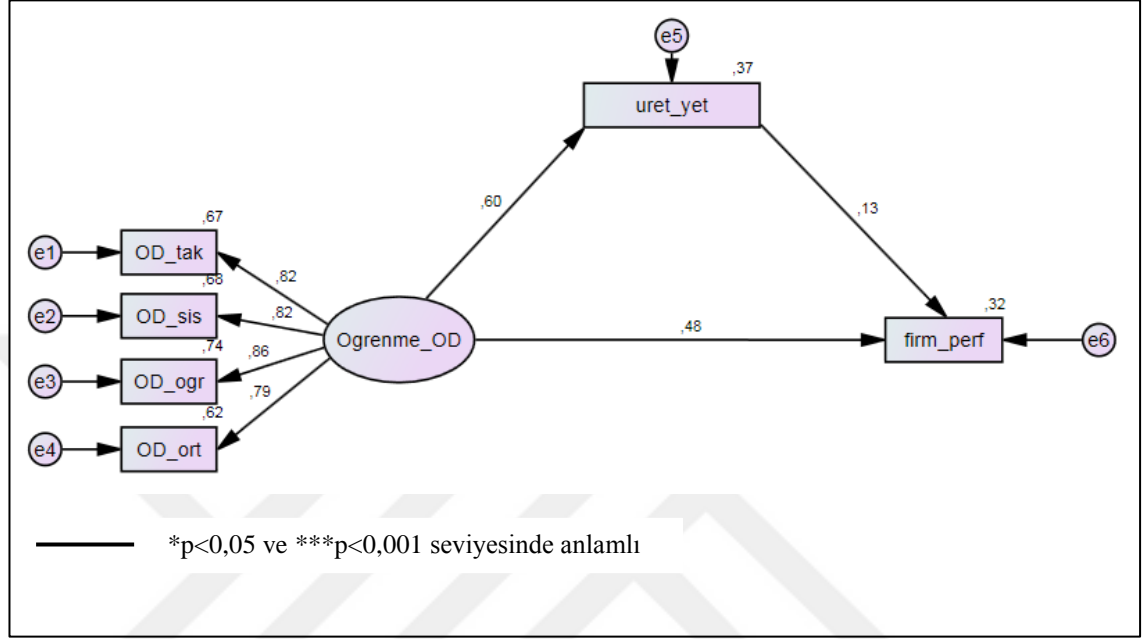 e5
,37
uret_yet
,60
,13
,67
e1
OD_tak
,82
,68
e2
OD_sis
,82
Ogrenme_OD
,48
,32
firm_perf
e6
,74
e3
OD_ogr
,86
,79
,62
e4
OD_ort
*p<0,05 ve ***p<0,001 seviyesinde anlamlı